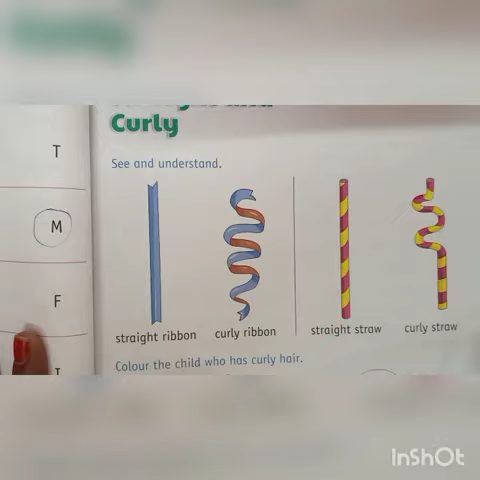 Curly
T
See and understand.
M
F
straight ribbon curly ribbon straight straw curly straw
Colour the child who has curly hair.
InShOt